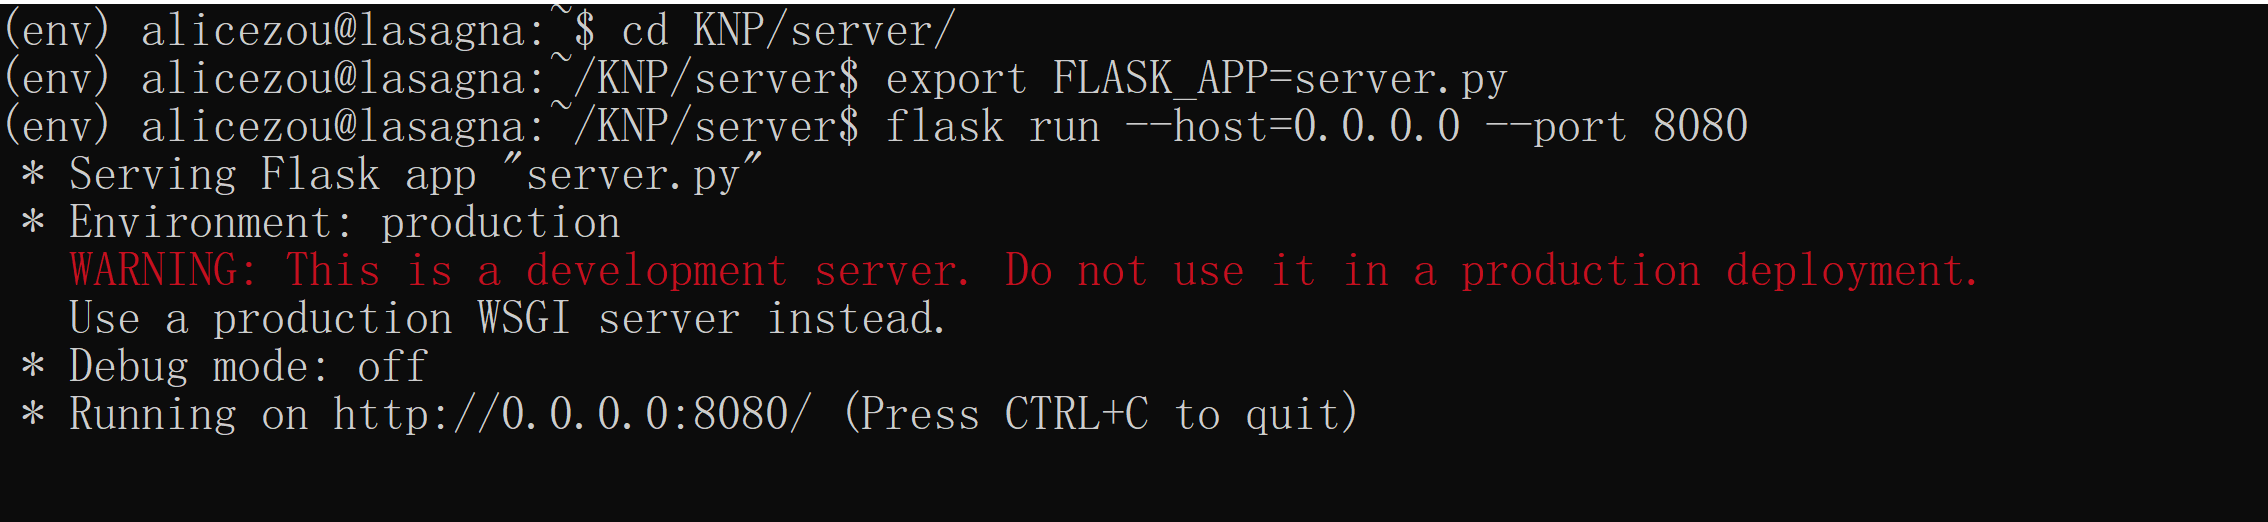 (env) alicezou@lasagna:~$ cd KNP/server/
(env) alicezou@lasagna:~/KNP/server$ export FLASK_APP=server.py
(env) alicezou@lasagna:~/KNP/server$ flask run --host=0.0.0.0 --port 8080
 * Serving Flask app "server.py"
 * Environment: production
   WARNING: This is a development server. Do not use it in a production deployment.
   Use a production WSGI server instead.
 * Debug mode: off
 * Running on http://0.0.0.0:8080/ (Press CTRL+C to quit)